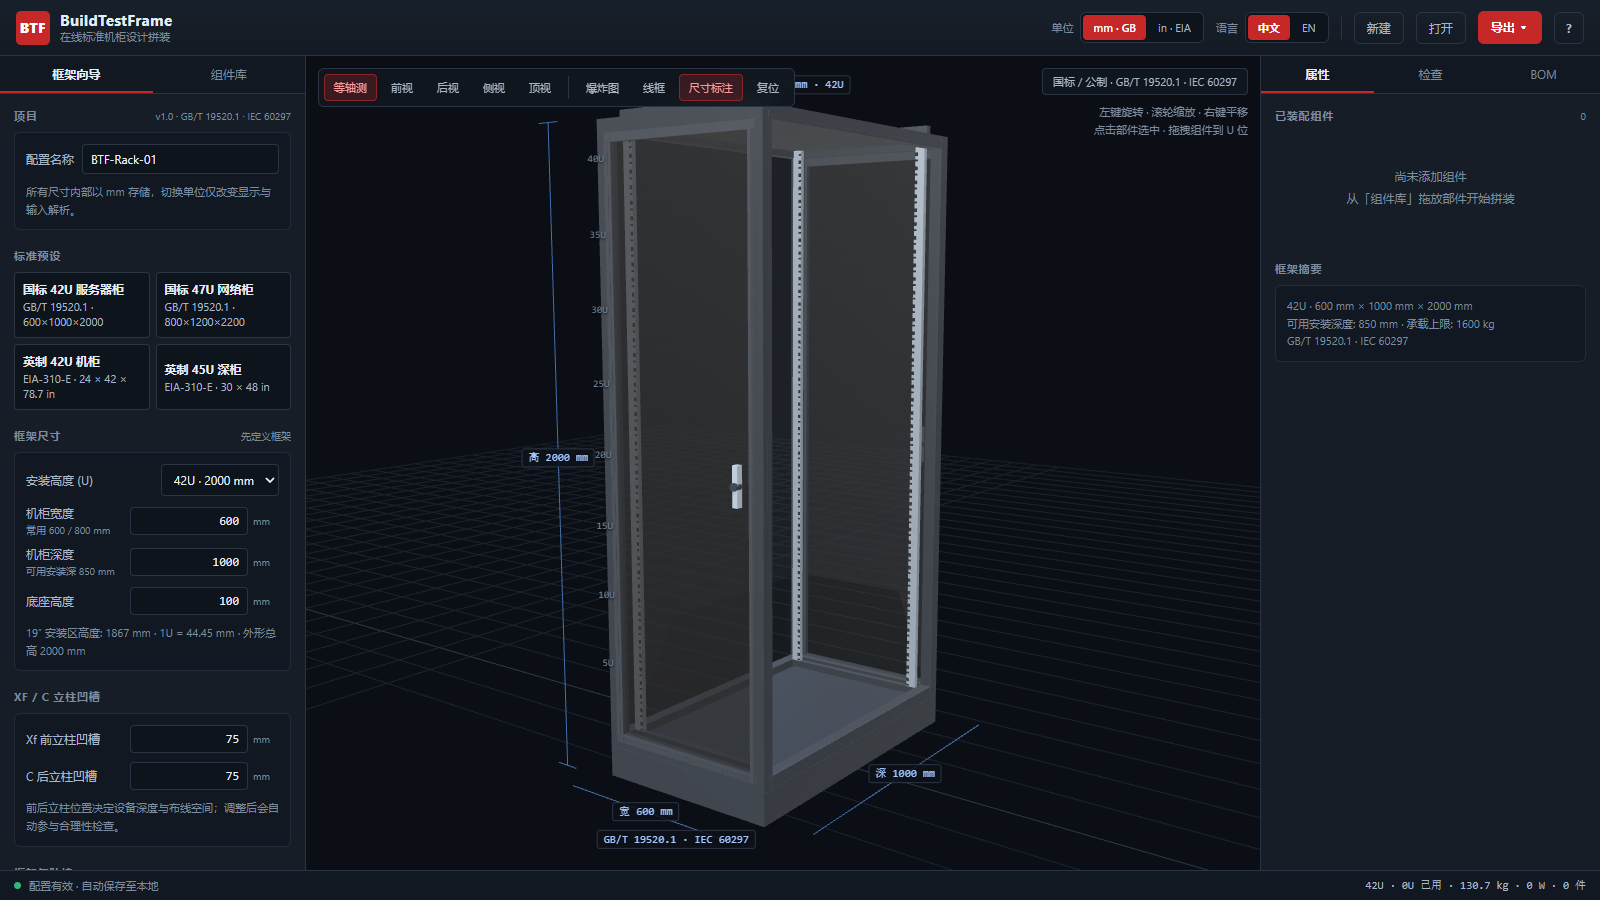 BTF
BuildTestFrame
在线标准机柜设计拼装
单位
mm · GB
in · EIA
语言
中文
EN
新建
打开
导出
?
框架向导
组件库
项目
v1.0 · GB/T 19520.1 · IEC 60297
配置名称
BTF-Rack-01
所有尺寸内部以 mm 存储，切换单位仅改变显示与
输入解析。
标准预设
国标 42U 服务器柜
GB/T 19520.1 ·
600×1000×2000
国标 47U 网络柜
GB/T 19520.1 ·
800×1200×2200
英制 42U 机柜
EIA-310-E · 24 × 42 ×
78.7 in
英制 45U 深柜
EIA-310-E · 30 × 48 in
框架尺寸
先定义框架
安装高度 (U)
42U · 2000 mm
机柜宽度
常用 600 / 800 mm
600
mm
机柜深度
可用安装深 850 mm
1000
mm
底座高度
100
mm
19" 安装区高度: 1867 mm · 1U = 44.45 mm · 外形总
高 2000 mm
XF / C 立柱凹槽
Xf 前立柱凹槽
75
mm
C 后立柱凹槽
75
mm
前后立柱位置决定设备深度与布线空间；调整后会自
动参与合理性检查。
等轴测
前视
后视
侧视
顶视
爆炸图
线框
尺寸标注
复位
mm · 42U
国标 / 公制 · GB/T 19520.1 · IEC 60297
左键旋转 · 滚轮缩放 · 右键平移
点击部件选中 · 拖拽组件到 U 位
40U
35U
30U
25U
20U
15U
10U
5U
高 2000 mm
深 1000 mm
宽 600 mm
GB/T 19520.1 · IEC 60297
属性
检查
BOM
已装配组件
0
尚未添加组件
从「组件库」拖放部件开始拼装
框架摘要
42U · 600 mm × 1000 mm × 2000 mm
可用安装深度: 850 mm · 承载上限: 1600 kg
GB/T 19520.1 · IEC 60297
配置有效 · 自动保存至本地
42U · 0U 已用 · 130.7 kg · 0 W · 0 件